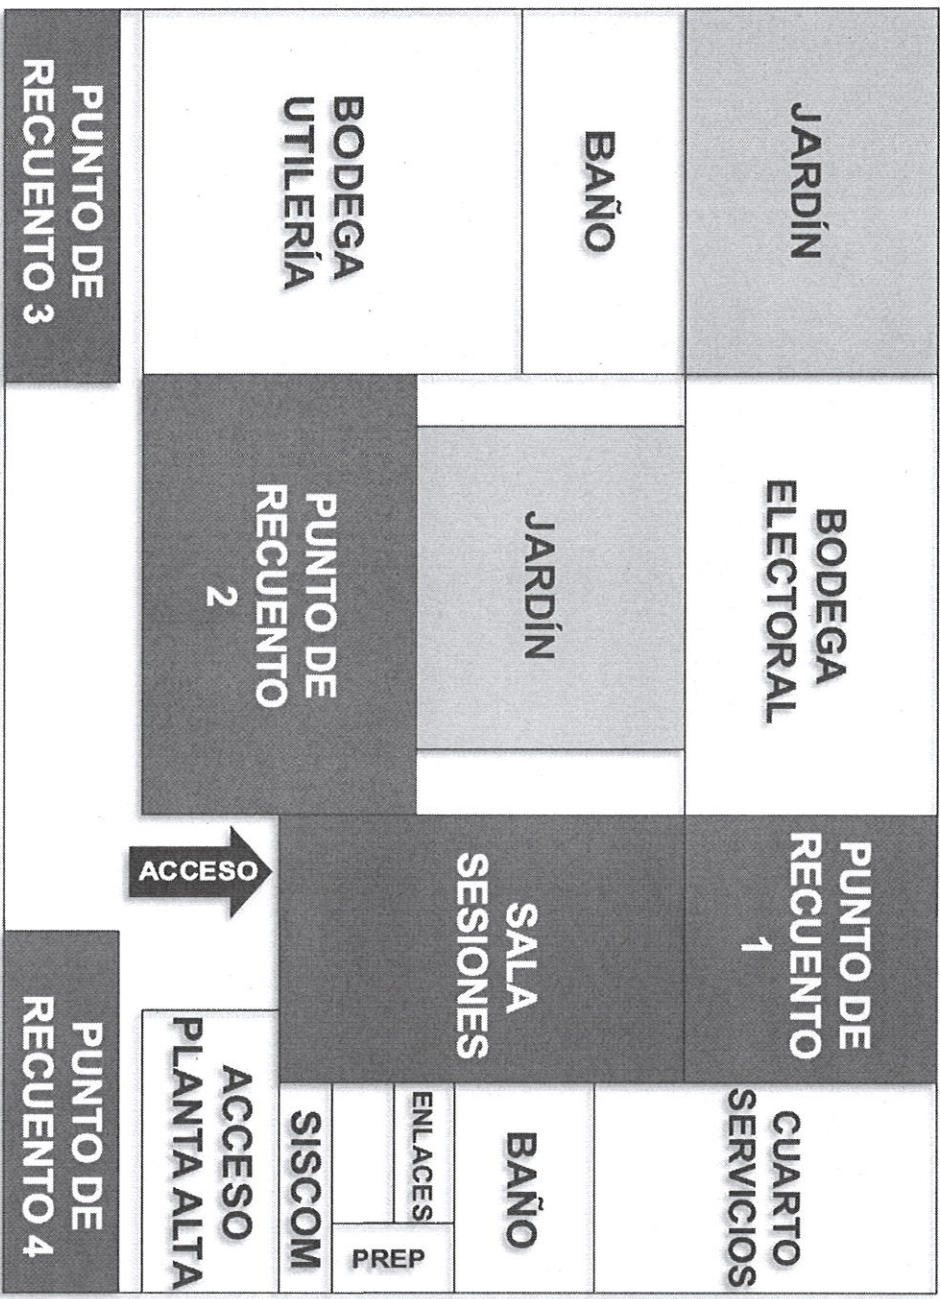 JARDÍN
BODEGA
ELECTORAL
PUNTO DE
RECUENTO
1
CUARTO
SERVICIOS
BAÑO
JARDÍN
SALA
SESIONES
BAÑO
BODEGA
UTILERÍA
PUNTO DE
RECUENTO
2
ENLACES
PREP
SISCOM
ACCESO
ACCESO
PLANTA ALTA
PUNTO DE
RECUENTO 3
PUNTO DE
RECUENTO 4